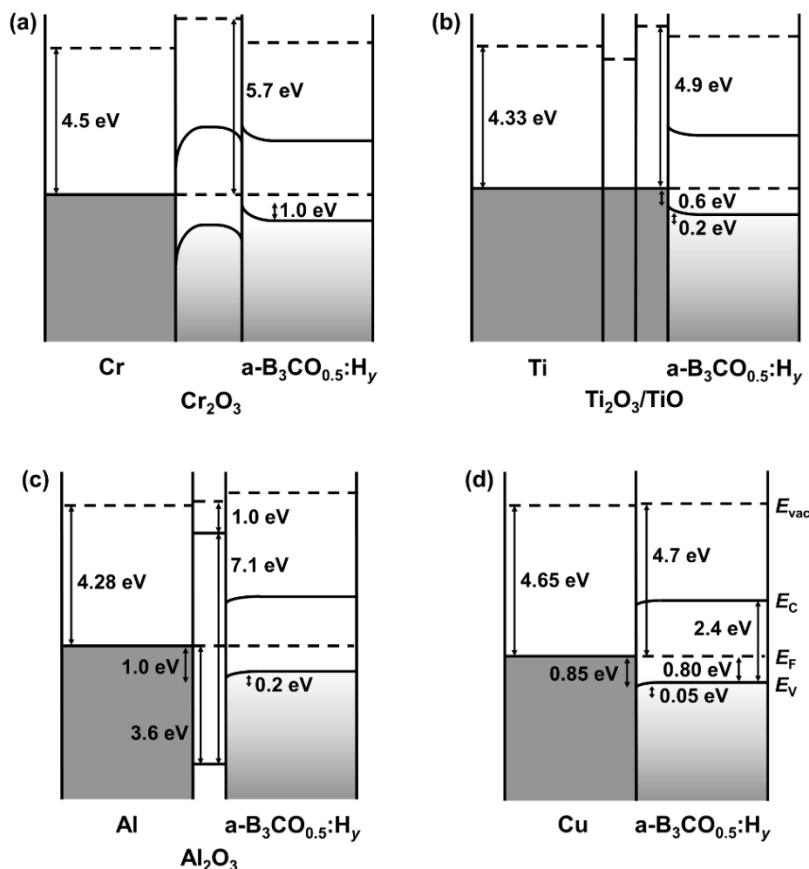 (a)
5.7 eV
4.5 eV
1.0 eV
Cr
a-B₃CO₀.₅:Hy
Cr₂O₃
(b)
4.9 eV
4.33 eV
0.6 eV
0.2 eV
Ti
a-B₃CO₀.₅:Hy
Ti₂O₃/TiO
(c)
1.0 eV
7.1 eV
4.28 eV
1.0 eV
0.2 eV
3.6 eV
Al
a-B₃CO₀.₅:Hy
Al₂O₃
(d)
Evac
4.7 eV
4.65 eV
EC
2.4 eV
EF
0.85 eV
0.80 eV
EV
0.05 eV
Cu
a-B₃CO₀.₅:Hy